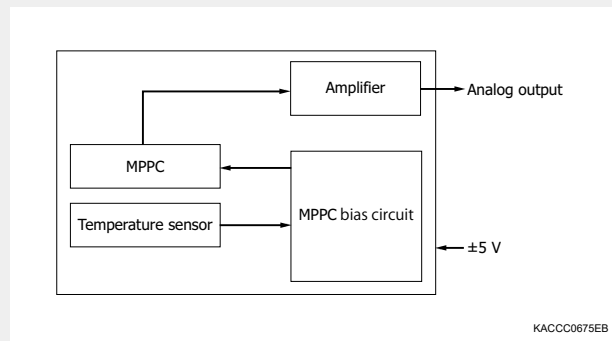 Amplifier
Analog output
MPPC
MPPC bias circuit
Temperature sensor
±5 V
KACCC0675EB